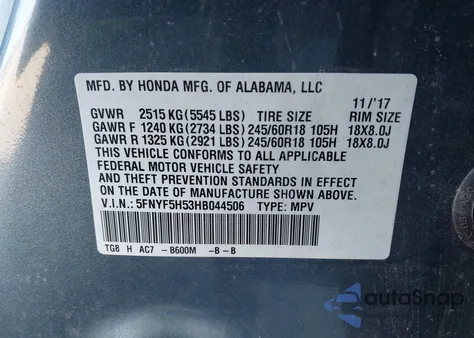 MFD. BY HONDA MFG. OF ALABAMA, LLC 11/'17
GVWR 2515 KG(5545 LBS) TIRE SIZE RIM SIZE
GAWR F 1240 KG(2734 LBS)245/60R18 105H 18X8.0J
GAWR R 1325 KG(2921 LBS)245/60R18 105H 18X8.0J
THIS VEHICLE CONFORMS TO ALL APPLICABLE
FEDERAL MOTOR VEHICLE SAFETY
AND THEFT PREVENTION STANDARDS IN EFFECT
ON THE DATE OF MANUFACTURE SHOWN ABOVE.
V.I.N.: 5FNYF5H53HB044506 TYPE: MPV
TG8 H AC7 -B600M -B-B
autoSnap